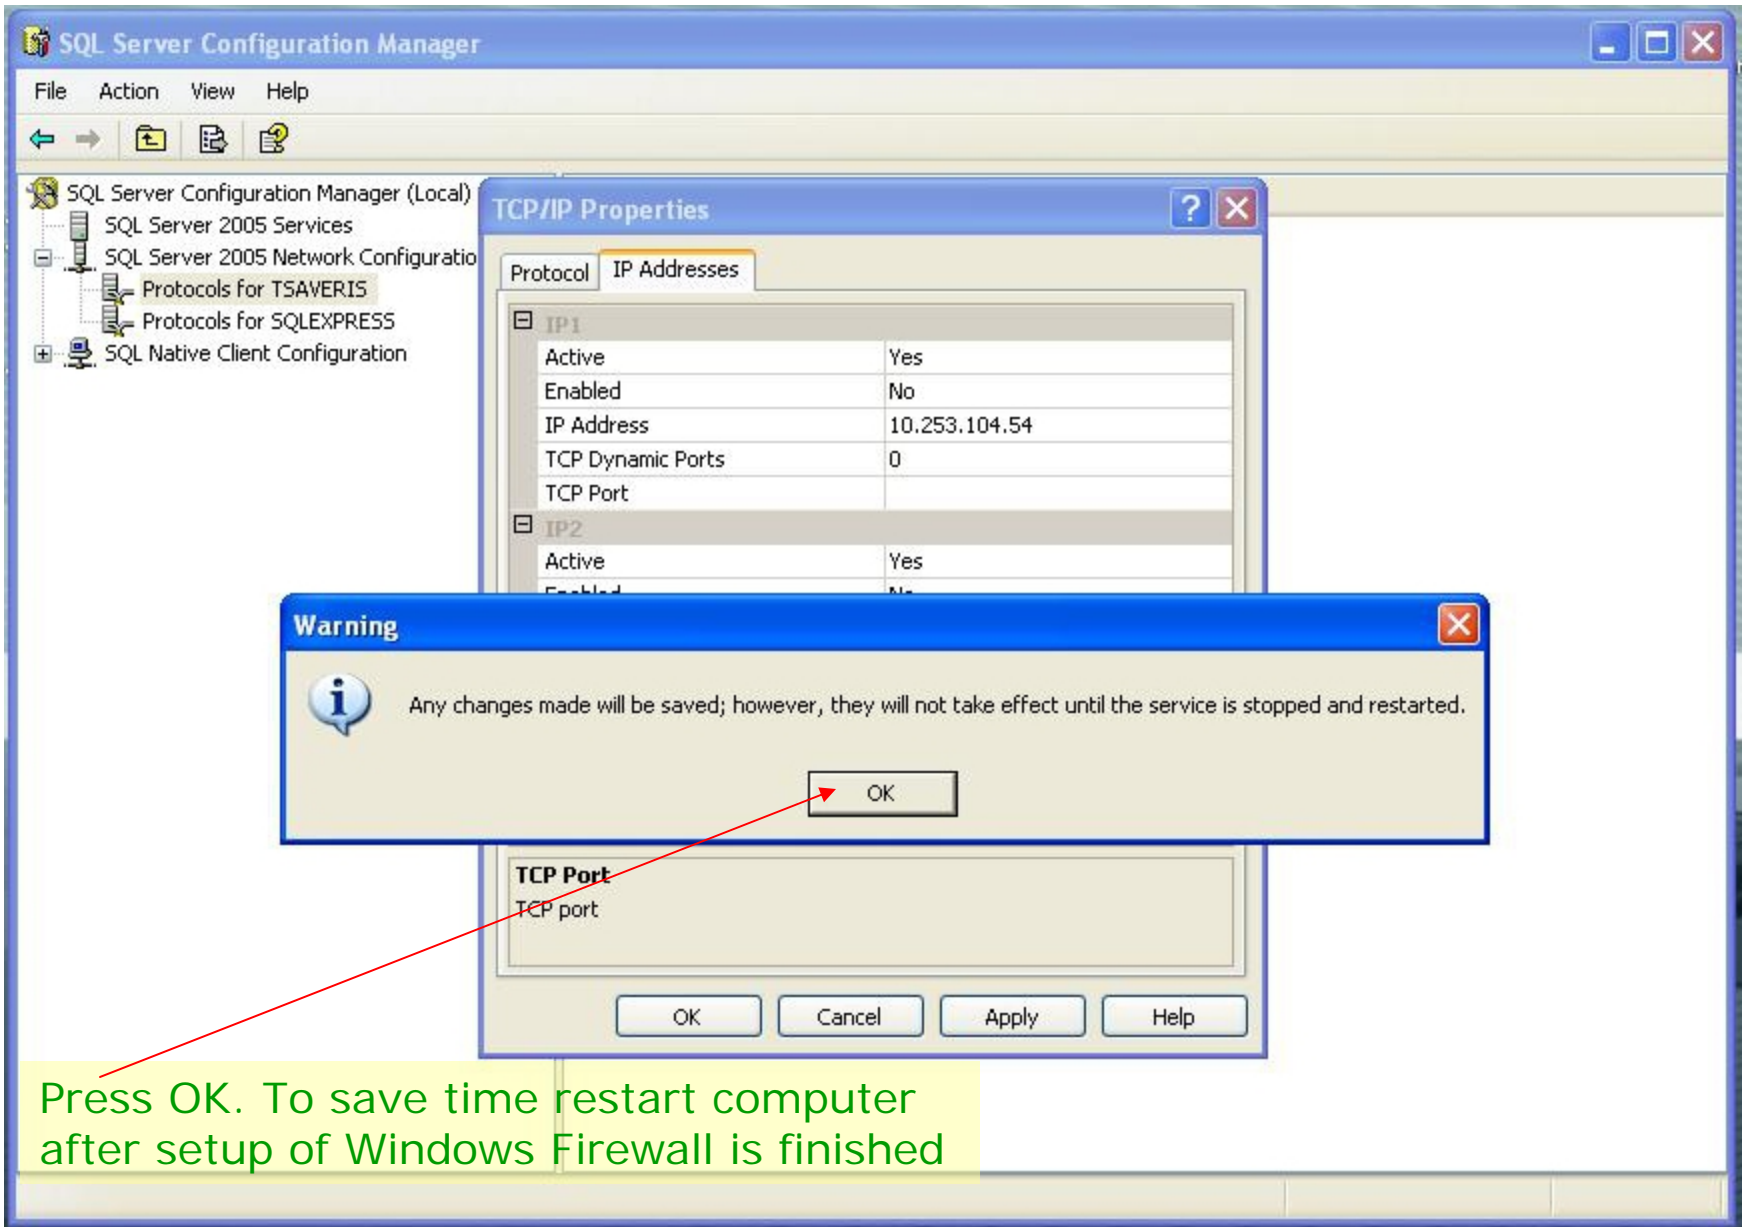 SQL Server Configuration Manager
File Action View Help
SQL Server Configuration Manager (Local)
SQL Server 2005 Services
SQL Server 2005 Network Configuratio
Protocols for TSAVERIS
Protocols for SQLEXPRESS
SQL Native Client Configuration
TCP/IP Properties
Protocol IP Addresses
IP1
Active Yes
Enabled No
IP Address 10.253.104.54
TCP Dynamic Ports 0
TCP Port
IP2
Active Yes
Enabled No
Warning
Any changes made will be saved; however, they will not take effect until the service is stopped and restarted.
OK
TCP Port
TCP port
OK Cancel Apply Help
Press OK. To save time restart computer
after setup of Windows Firewall is finished